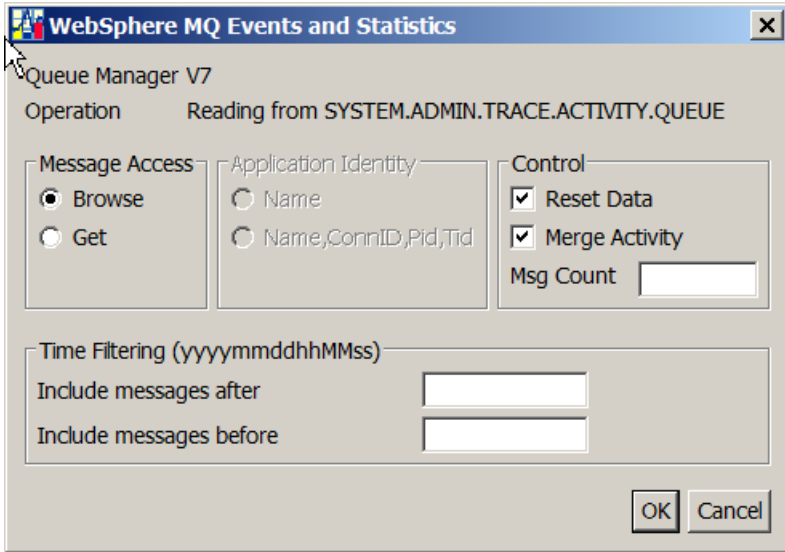 WebSphere MQ Events and Statistics
Queue Manager V7
Operation Reading from SYSTEM.ADMIN.TRACE.ACTIVITY.QUEUE
Message Access
Browse
Get
Application Identity
Name
Name,ConnID,Pid,Tid
Control
Reset Data
Merge Activity
Msg Count
Time Filtering (yyyymmddhhMMss)
Include messages after
Include messages before
OK Cancel